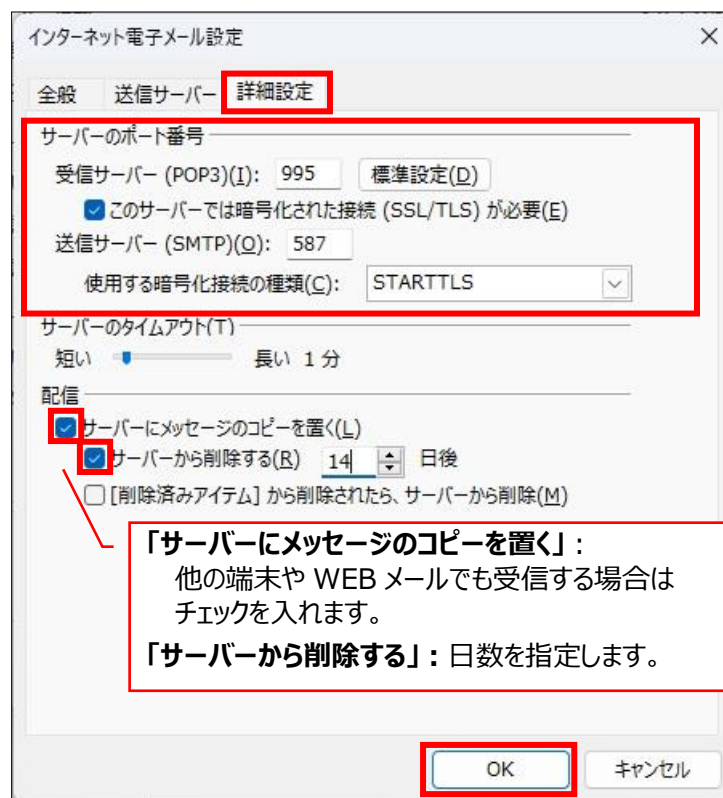 インターネット電子メール設定
全般 送信サーバー 詳細設定
サーバーのポート番号
受信サーバー (POP3)(I): 995 標準設定(D)
このサーバーでは暗号化された接続 (SSL/TLS) が必要(E)
送信サーバー (SMTP)(O): 587
使用する暗号化接続の種類(C): STARTTLS
サーバーのタイムアウト(T)
短い 長い 1 分
配信
サーバーにメッセージのコピーを置く(L)
サーバーから削除する(R) 14 日後
[削除済みアイテム] から削除されたら、サーバーから削除(M)
「サーバーにメッセージのコピーを置く」:
他の端末や WEB メールでも受信する場合は
チェックを入れます。
「サーバーから削除する」:日数を指定します。
OK キャンセル